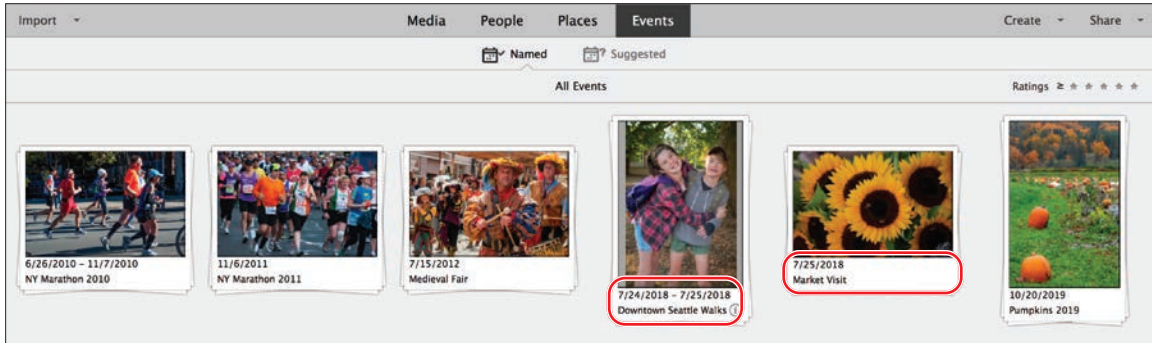 Import Media People Places Events Create Share
Named Suggested
All Events Ratings ≥
6/26/2010 – 11/7/2010
NY Marathon 2010
11/6/2011
NY Marathon 2011
7/15/2012
Medieval Fair
7/24/2018 – 7/25/2018
Downtown Seattle Walks
7/25/2018
Market Visit
10/20/2019
Pumpkins 2019